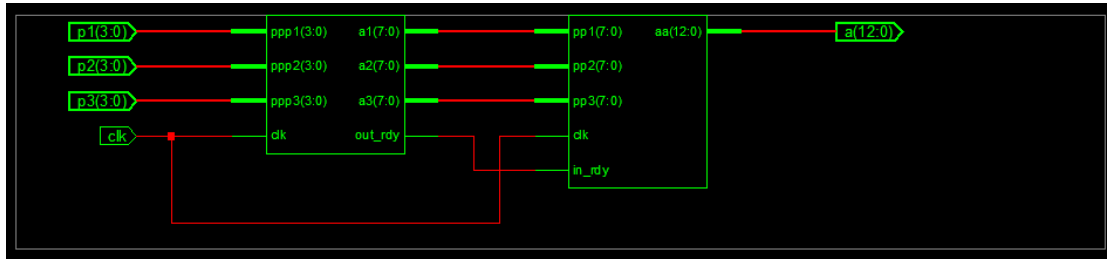 p1(3:0) ppp1(3:0) a1(7:0) pp1(7:0) aa(12:0) a(12:0)
p2(3:0) ppp2(3:0) a2(7:0) pp2(7:0)
p3(3:0) ppp3(3:0) a3(7:0) pp3(7:0)
clk clk out_rdy clk
in_rdy